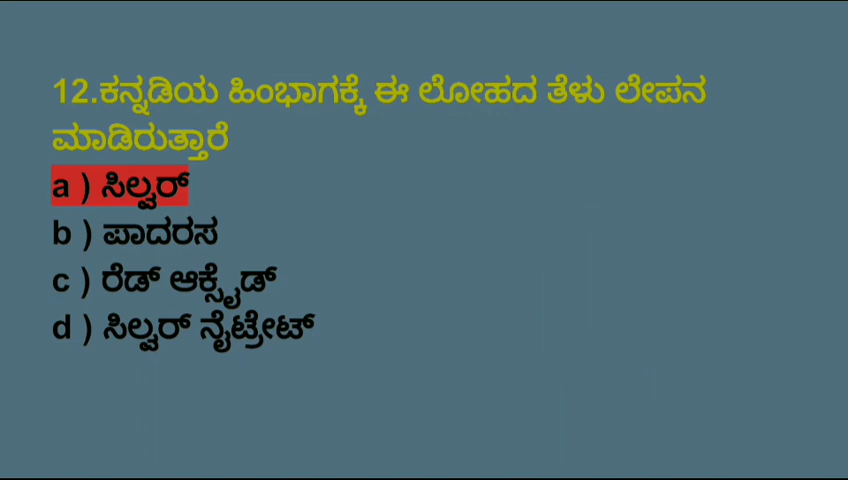 12.ಕನ್ನಡಿಯ ಹಿಂಭಾಗಕ್ಕೆ ಈ ಲೋಹದ ತೆಳು ಲೇಪನ
ಮಾಡಿರುತ್ತಾರೆ
a ) ಸಿಲ್ವರ್
b ) ಪಾದರಸ
c ) ರೆಡ್ ಆಕ್ಸೈಡ್
d ) ಸಿಲ್ವರ್ ನೈಟ್ರೇಟ್